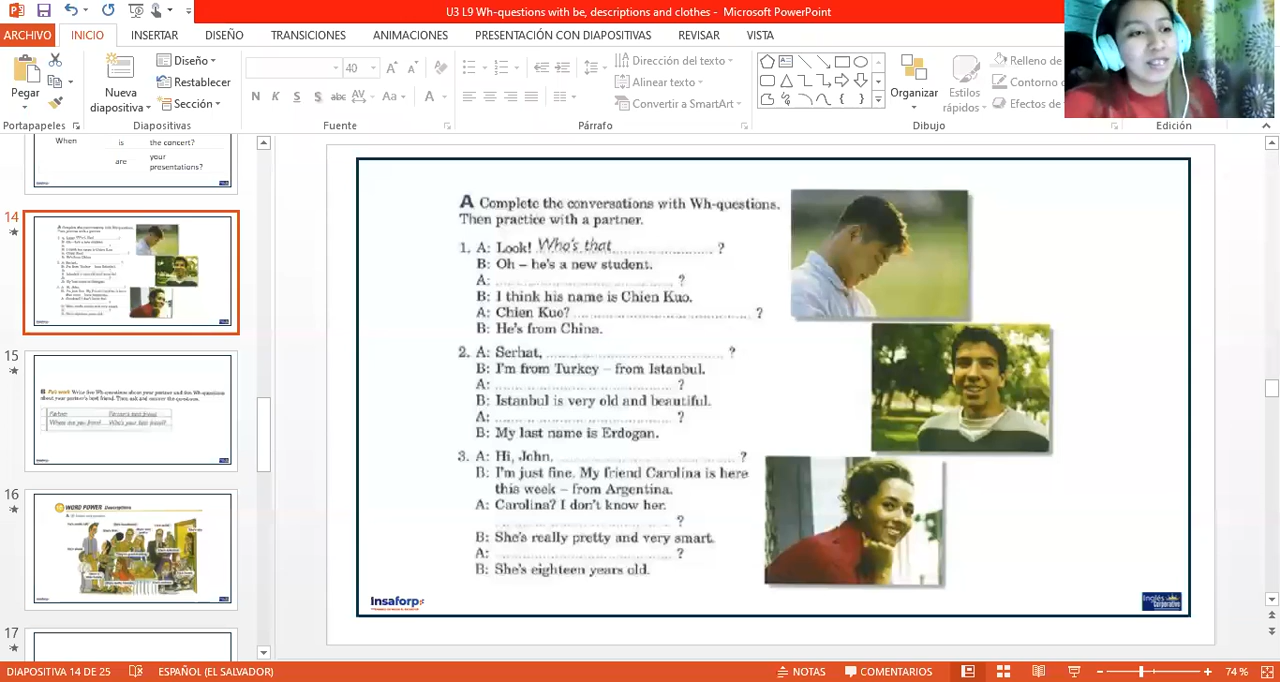 U3 L9 Wh-questions with be, descriptions and clothes - Microsoft PowerPoint
ARCHIVO INICIO INSERTAR DISEÑO TRANSICIONES ANIMACIONES PRESENTACIÓN CON DIAPOSITIVAS REVISAR VISTA
Pegar
Nueva diapositiva
Diseño
Restablecer
Sección
40
N K S S abc AV Aa A
Dirección del texto
Alinear texto
Convertir a SmartArt
Organizar
Estilos rápidos
Relleno de
Contorno
Efectos de
Portapapeles Diapositivas Fuente Párrafo Dibujo Edición
When is the concert?
are your
presentations?
14
15
16
WORD POWER Descriptions
17
A Complete the conversations with Wh-questions.
Then practice with a partner.
1. A: Look! Who's that ?
B: Oh – he's a new student.
A: ?
B: I think his name is Chien Kuo.
A: Chien Kuo? ?
B: He's from China.
2. A: Serhat, ?
B: I'm from Turkey – from Istanbul.
A: ?
B: Istanbul is very old and beautiful.
A: ?
B: My last name is Erdogan.
3. A: Hi, John. ?
B: I'm just fine. My friend Carolina is here
this week – from Argentina.
A: Carolina? I don't know her.
?
B: She's really pretty and very smart.
A: ?
B: She's eighteen years old.
Insaforp
Inglés Corporativo
DIAPOSITIVA 14 DE 25 ESPAÑOL (EL SALVADOR) NOTAS COMENTARIOS 74 %